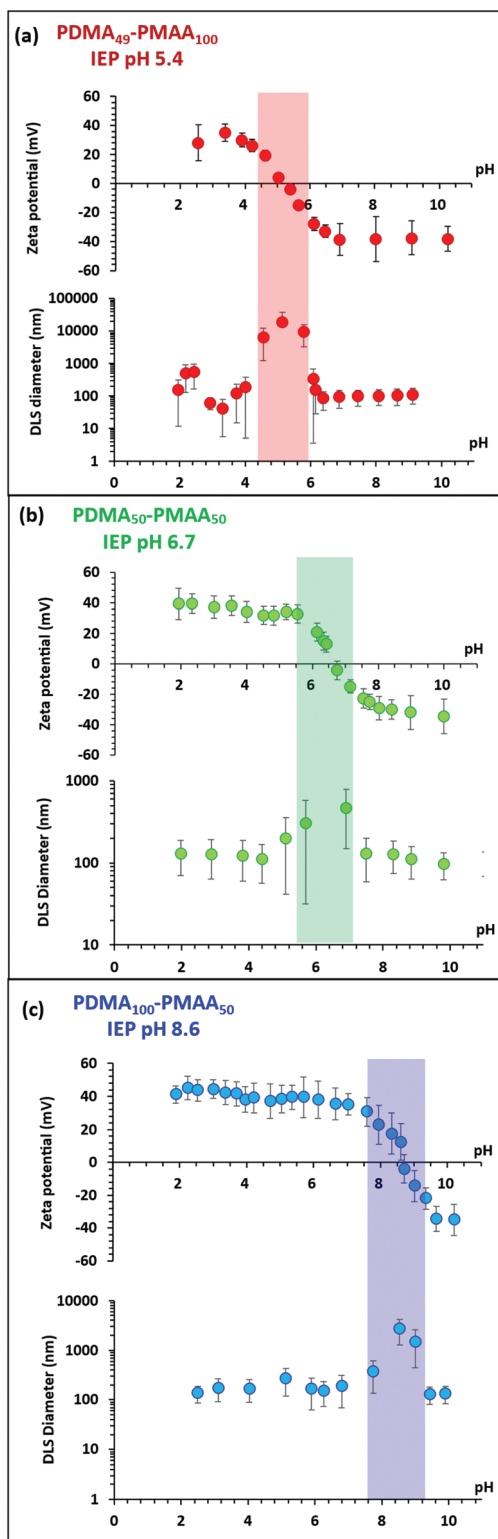 (a)
PDMA₄₉-PMAA₁₀₀
IEP pH 5.4
Zeta potential (mV)
60
40
20
0
-20
-40
-60
2 4 6 8 10
pH
DLS diameter (nm)
100000
10000
1000
100
10
1
pH
0 2 4 6 8 10
(b)
PDMA₅₀-PMAA₅₀
IEP pH 6.7
Zeta potential (mV)
60
40
20
0
-20
-40
-60
0 2 4 6 8 10
pH
DLS Diameter (nm)
1000
100
10
pH
0 2 4 6 8 10
(c)
PDMA₁₀₀-PMAA₅₀
IEP pH 8.6
Zeta potential (mV)
60
40
20
0
-20
-40
-60
0 2 4 6 8 10
pH
DLS Diameter (nm)
10000
1000
100
10
1
pH
0 2 4 6 8 10